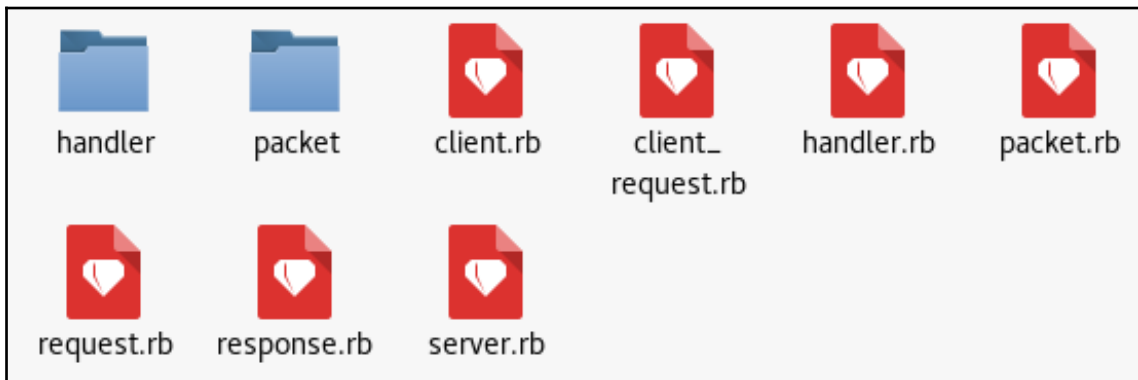 handler
packet
client.rb
client_
request.rb
handler.rb
packet.rb
request.rb
response.rb
server.rb